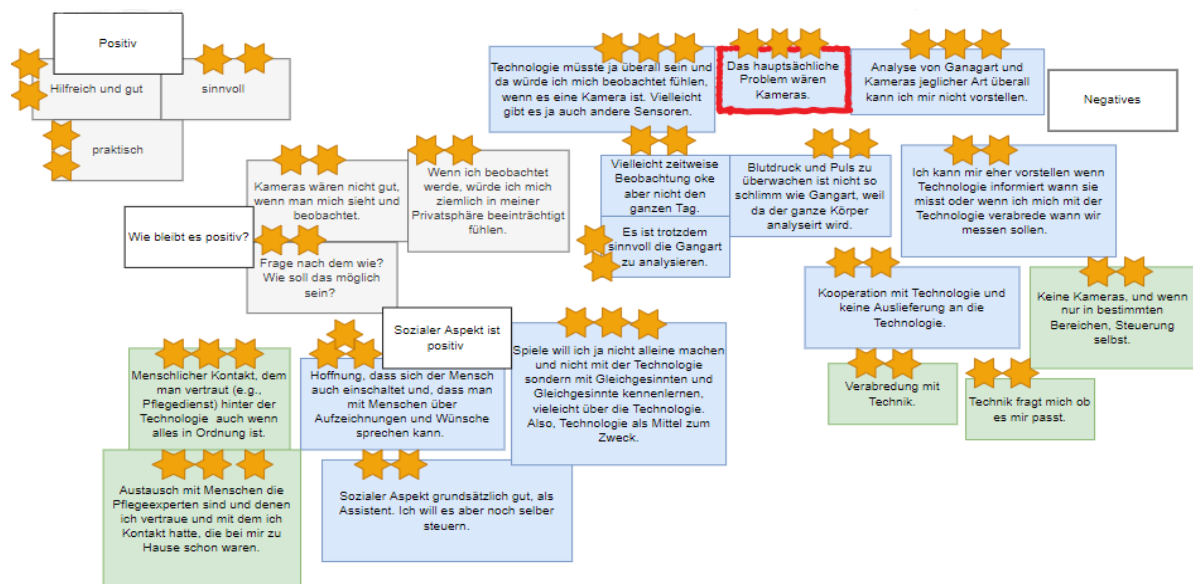 Positiv
Hilfreich und gut
sinnvoll
praktisch
Technologie müsste ja überall sein und
da würde ich mich beobachtet fühlen,
wenn es eine Kamera ist. Vielleicht
gibt es ja auch andere Sensoren.
Das hauptsächliche
Problem wären
Kameras.
Analyse von Ganagart und
Kameras jeglicher Art überall
kann ich mir nicht vorstellen.
Negatives
Kameras wären nicht gut,
wenn man mich sieht und
beobachtet.
Wenn ich beobachtet
werde, würde ich mich
ziemlich in meiner
Privatsphäre beeinträchtigt
fühlen.
Vielleicht zeitweise
Beobachtung oke
aber nicht den
ganzen Tag.
Blutdruck und Puls zu
überwachen ist nicht so
schlimm wie Gangart, weil
da der ganze Körper
analyseirt wird.
Ich kann mir eher vorstellen wenn
Technologie informiert wann sie
misst oder wenn ich mich mit der
Technologie verabrede wann wir
messen sollen.
Wie bleibt es positiv?
Frage nach dem wie?
Wie soll das möglich
sein?
Es ist trotzdem
sinnvoll die Gangart
zu analysieren.
Kooperation mit Technologie und
keine Auslieferung an die
Technologie.
Keine Kameras, und wenn
nur in bestimmten
Bereichen, Steuerung
selbst.
Sozialer Aspekt ist
positiv
Menschlicher Kontakt, dem
man vertraut (e.g.,
Pflegedienst) hinter der
Technologie auch wenn
alles in Ordnung ist.
Hoffnung, dass sich der Mensch
auch einschaltet und, dass man
mit Menschen über
Aufzeichnungen und Wünsche
sprechen kann.
Spiele will ich ja nicht alleine machen
und nicht mit der Technologie
sondern mit Gleichgesinnten und
Gleichgesinnte kennenlernen,
vieleicht über die Technologie.
Also, Technologie als Mittel zum
Zweck.
Verabredung mit
Technik.
Technik fragt mich ob
es mir passt.
Austausch mit Menschen die
Pflegeexperten sind und denen
ich vertraue und mit dem ich
Kontakt hatte, die bei mir zu
Hause schon waren.
Sozialer Aspekt grundsätzlich gut, als
Assistent. Ich will es aber noch selber
steuern.